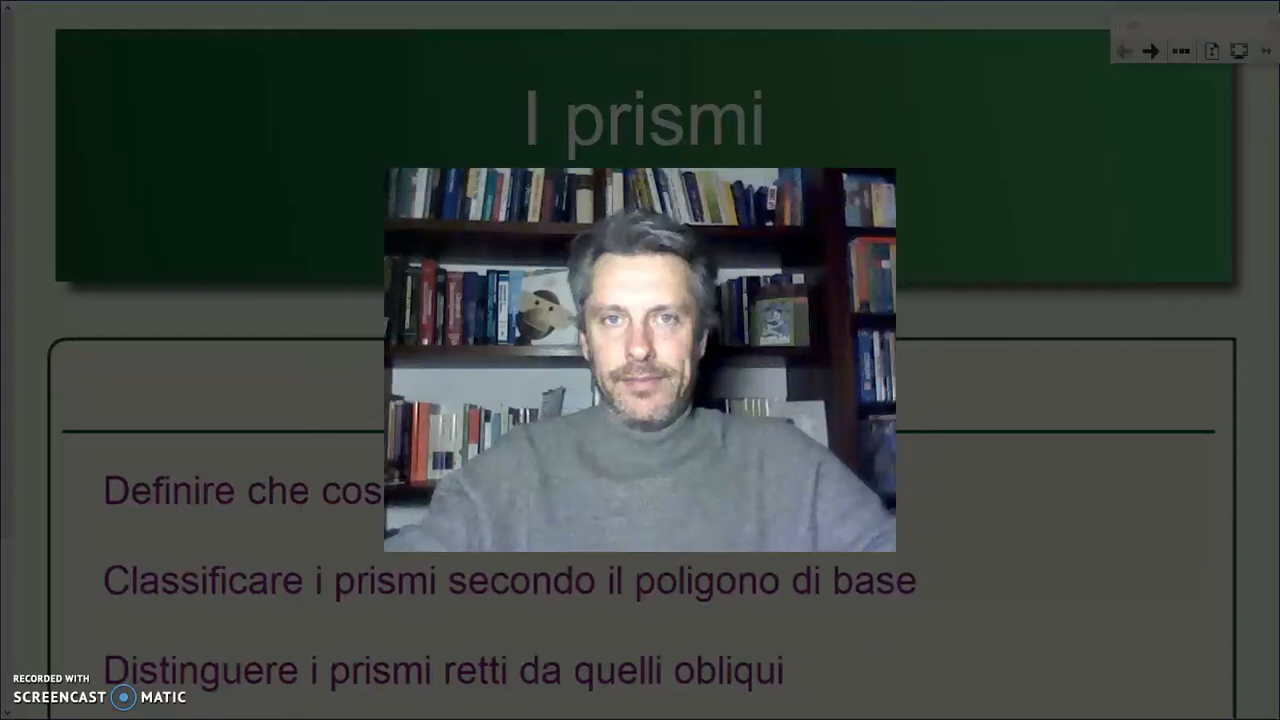 I prismi
Definire che cos
Classificare i prismi secondo il poligono di base
Distinguere i prismi retti da quelli obliqui
RECORDED WITH
SCREENCAST MATIC